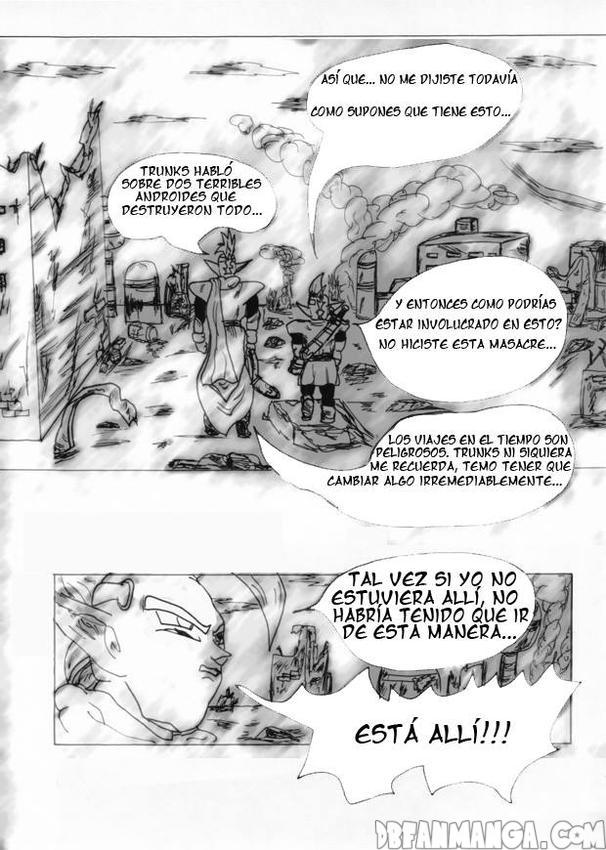 ASÍ QUE... NO ME DIJISTE TODAVÍA
COMO SUPONES QUE TIENE ESTO...
TRUNKS HABLÓ
SOBRE DOS TERRIBLES
ANDROIDES QUE
DESTRUYERON TODO...
Y ENTONCES COMO PODRÍAS
ESTAR INVOLUCRADO EN ESTO?
NO HICISTE ESTA MASACRE...
LOS VIAJES EN EL TIEMPO SON
PELIGROSOS. TRUNKS NI SIQUIERA
ME RECUERDA, TEMO TENER QUE
CAMBIAR ALGO IRREMEDIABLEMENTE...
TAL VEZ SI YO NO
ESTUVIERA ALLÍ, NO
HABRÍA TENIDO QUE IR
DE ESTA MANERA...
ESTÁ ALLÍ!!!
DBFANMANGA.COM